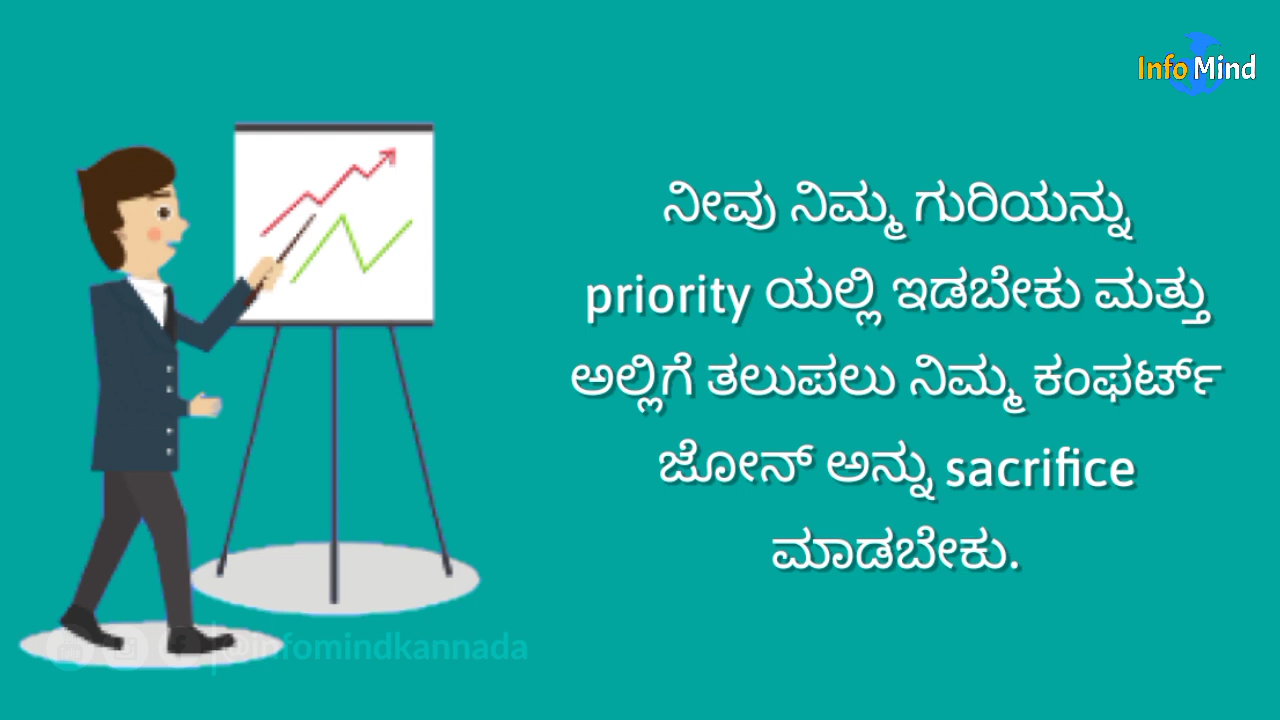 Info Mind
ನೀವು ನಿಮ್ಮ ಗುರಿಯನ್ನು
priority ಯಲ್ಲಿ ಇಡಬೇಕು ಮತ್ತು
ಅಲ್ಲಿಗೆ ತಲುಪಲು ನಿಮ್ಮ ಕಂಫರ್ಟ್
ಜೋನ್ ಅನ್ನು sacrifice
ಮಾಡಬೇಕು.
@infomindkannada